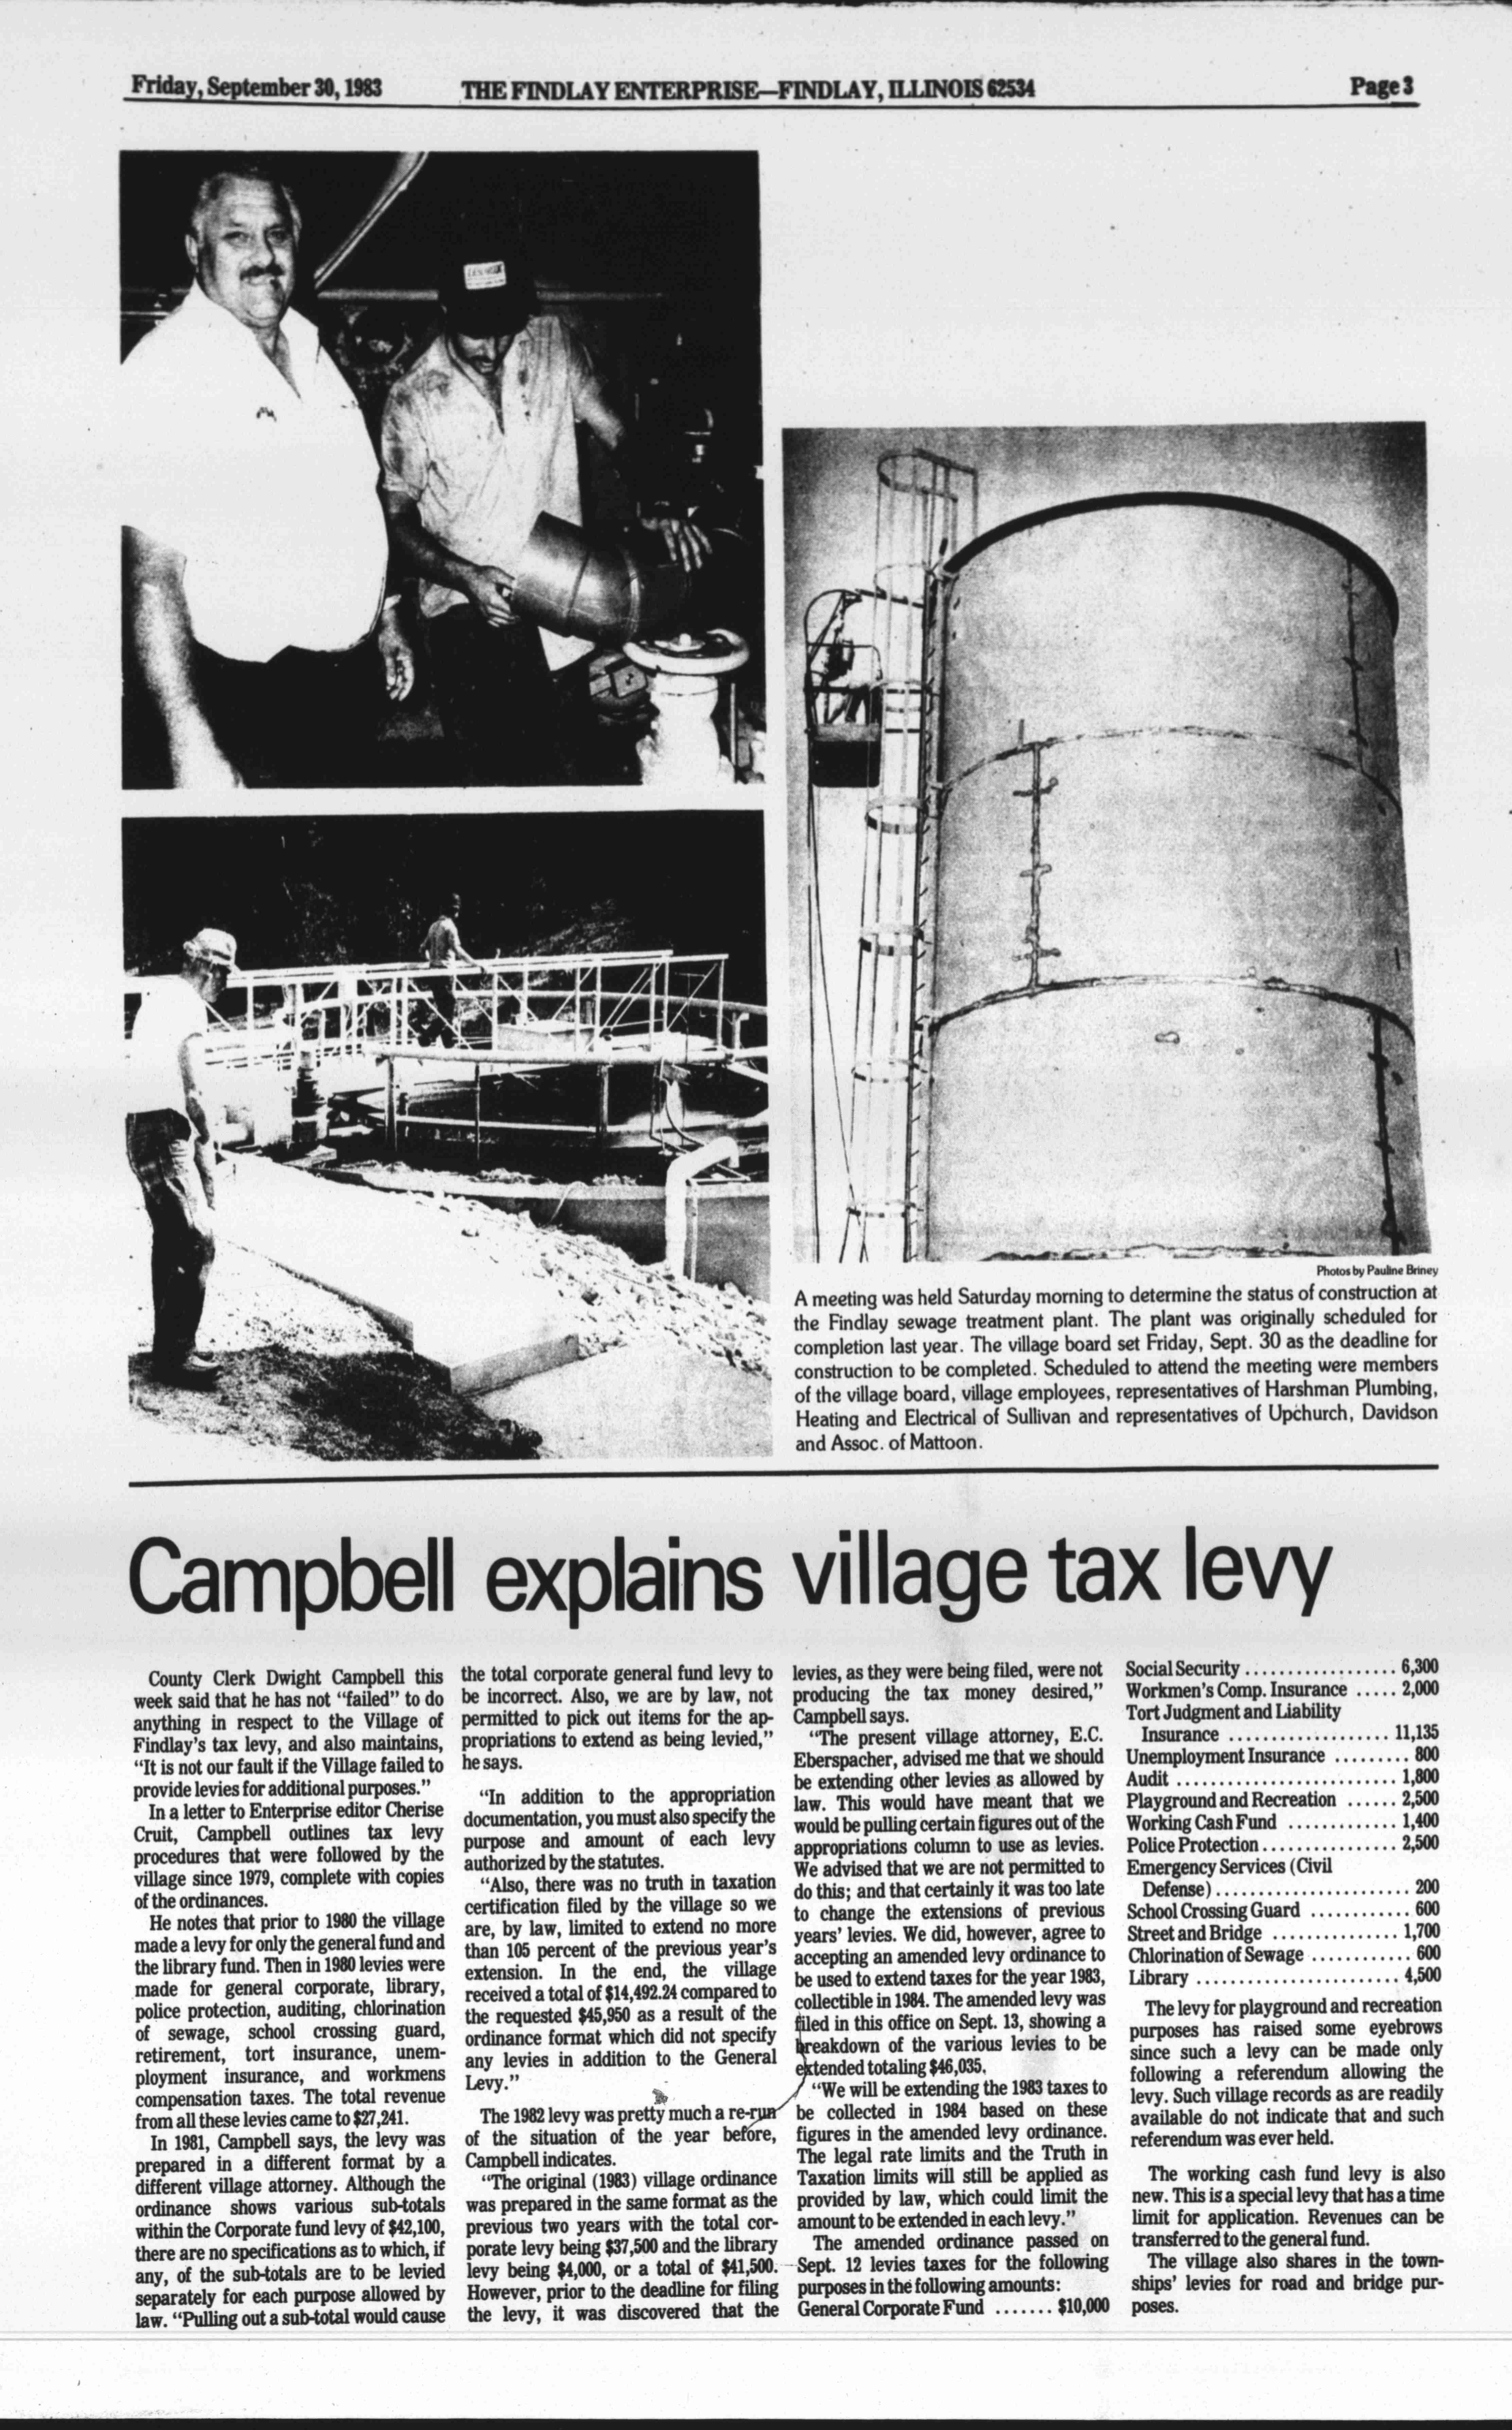 Friday, September 30, 1983
THE FINDLAY ENTERPRISE—FINDLAY, ILLINOIS 62534
Page 3
Photos by Pauline Briney
A meeting was held Saturday morning to determine the status of construction at
the Findlay sewage treatment plant. The plant was originally scheduled for
completion last year. The village board set Friday, Sept. 30 as the deadline for
construction to be completed. Scheduled to attend the meeting were members
of the village board, village employees, representatives of Harshman Plumbing,
Heating and Electrical of Sullivan and representatives of Upchurch, Davidson
and Assoc. of Mattoon.
Campbell explains village tax levy
County Clerk Dwight Campbell this
week said that he has not “failed” to do
anything in respect to the Village of
Findlay’s tax levy, and also maintains,
“It is not our fault if the Village failed to
provide levies for additional purposes.”
In a letter to Enterprise editor Cherise
Cruit, Campbell outlines tax levy
procedures that were followed by the
village since 1979, complete with copies
of the ordinances.
He notes that prior to 1980 the village
made a levy for only the general fund and
the library fund. Then in 1980 levies were
made for general corporate, library,
police protection, auditing, chlorination
of sewage, school crossing guard,
retirement, tort insurance, unem-
ployment insurance, and workmens
compensation taxes. The total revenue
from all these levies came to $27,241.
In 1981, Campbell says, the levy was
prepared in a different format by a
different village attorney. Although the
ordinance shows various sub-totals
within the Corporate fund levy of $42,100,
there are no specifications as to which, if
any, of the sub-totals are to be levied
separately for each purpose allowed by
law. “Pulling out a sub-total would cause
the total corporate general fund levy to
be incorrect. Also, we are by law, not
permitted to pick out items for the ap-
propriations to extend as being levied,”
he says.
“In addition to the appropriation
documentation, you must also specify the
purpose and amount of each levy
authorized by the statutes.
“Also, there was no truth in taxation
certification filed by the village so we
are, by law, limited to extend no more
than 105 percent of the previous year’s
extension. In the end, the village
received a total of $14,492.24 compared to
the requested $45,950 as a result of the
ordinance format which did not specify
any levies in addition to the General
Levy.”
The 1982 levy was pretty much a re-run
of the situation of the year before,
Campbell indicates.
“The original (1983) village ordinance
was prepared in the same format as the
previous two years with the total cor-
porate levy being $37,500 and the library
levy being $4,000, or a total of $41,500.
However, prior to the deadline for filing
the levy, it was discovered that the
levies, as they were being filed, were not
producing the tax money desired,”
Campbell says.
“The present village attorney, E.C.
Eberspacher, advised me that we should
be extending other levies as allowed by
law. This would have meant that we
would be pulling certain figures out of the
appropriations column to use as levies.
We advised that we are not permitted to
do this; and that certainly it was too late
to change the extensions of previous
years’ levies. We did, however, agree to
accepting an amended levy ordinance to
be used to extend taxes for the year 1983,
collectible in 1984. The amended levy was
filed in this office on Sept. 13, showing a
breakdown of the various levies to be
extended totaling $46,035.
“We will be extending the 1983 taxes to
be collected in 1984 based on these
figures in the amended levy ordinance.
The legal rate limits and the Truth in
Taxation limits will still be applied as
provided by law, which could limit the
amount to be extended in each levy.”
The amended ordinance passed on
Sept. 12 levies taxes for the following
purposes in the following amounts:
General Corporate Fund ....... $10,000
Social Security .................. 6,300
Workmen’s Comp. Insurance ..... 2,000
Tort Judgment and Liability
Insurance ................... 11,135
Unemployment Insurance ......... 800
Audit .......................... 1,800
Playground and Recreation ...... 2,500
Working Cash Fund ............. 1,400
Police Protection ................ 2,500
Emergency Services (Civil
Defense) ........................ 200
School Crossing Guard ............ 600
Street and Bridge ............... 1,700
Chlorination of Sewage ............ 600
Library ........................ 4,500
The levy for playground and recreation
purposes has raised some eyebrows
since such a levy can be made only
following a referendum allowing the
levy. Such village records as are readily
available do not indicate that and such
referendum was ever held.
The working cash fund levy is also
new. This is a special levy that has a time
limit for application. Revenues can be
transferred to the general fund.
The village also shares in the town-
ships’ levies for road and bridge pur-
poses.